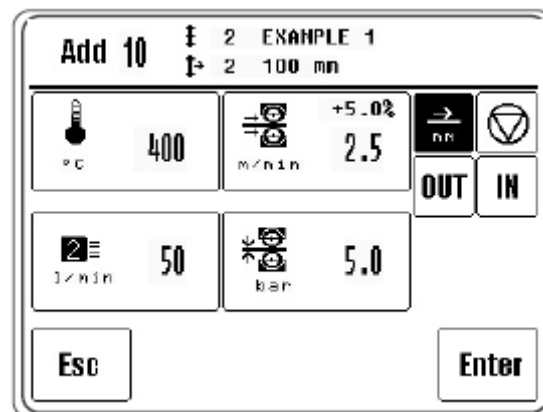 Add 10
2 EXAMPLE 1
2 100 mm
°C 400
+5.0%
m/min 2.5
mm
OUT IN
2
l/min 50
bar 5.0
Esc
Enter